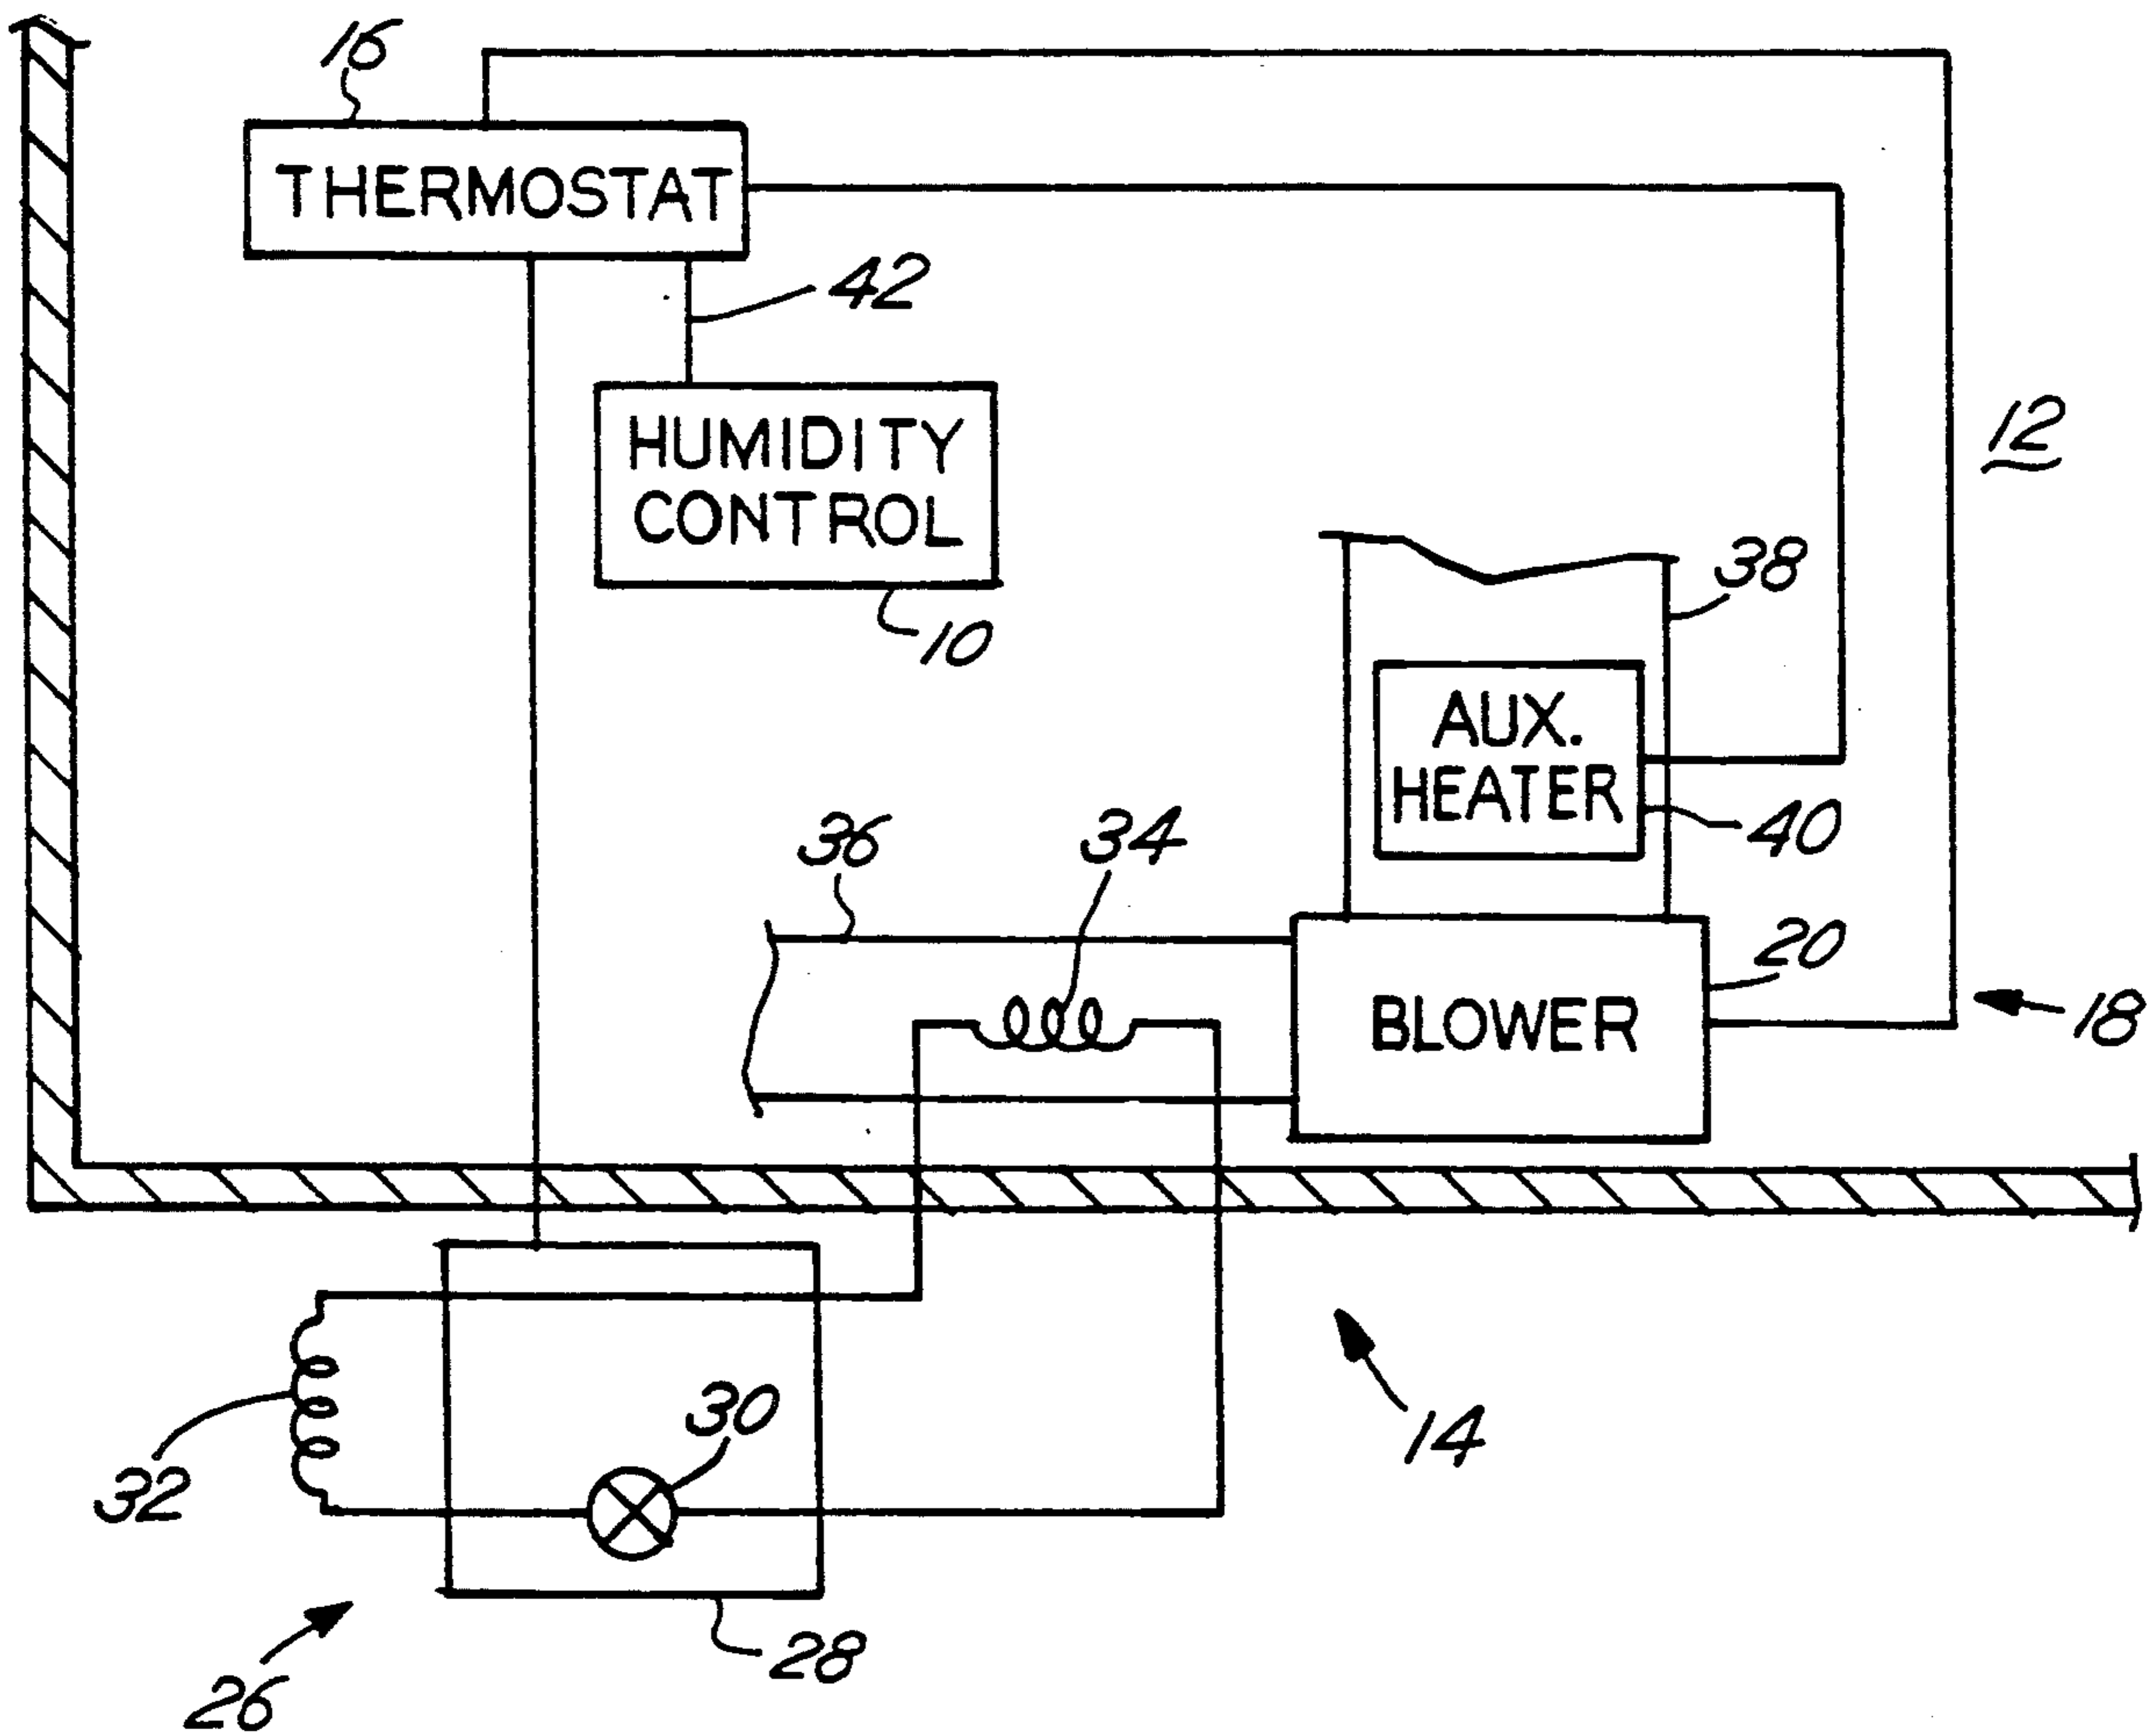 16
THERMOSTAT
42
HUMIDITY
CONTROL
10
12
38
AUX.
HEATER
40
36
34
20
BLOWER
18
30
32
14
28
26